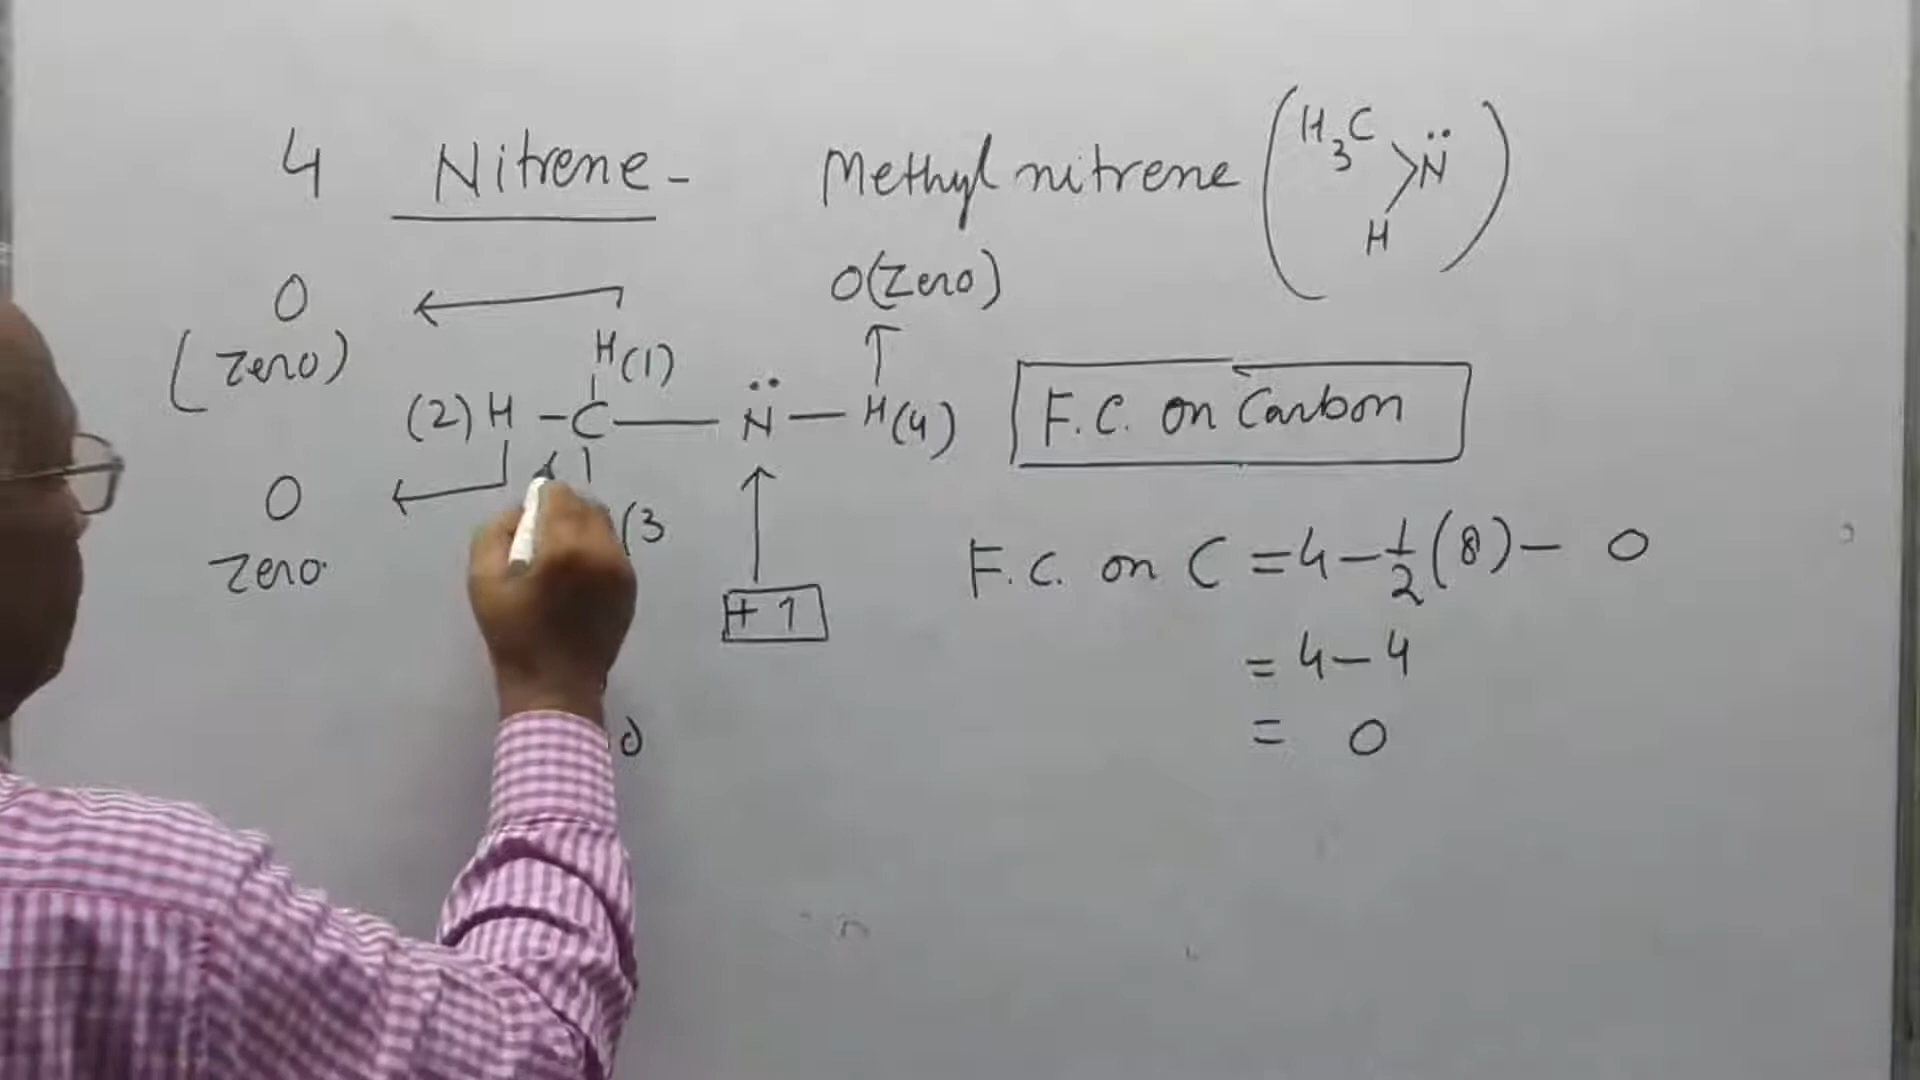 4 Nitrene - Methyl nitrene (H3C>N̈
H)
0 ← O(Zero)
(Zero) H(1) ↑
(2)H-C—N̈—H(4) F.C. on Carbon
0 ← (3 ↑
Zero F.C. on C = 4 - 1/2 (8) - 0
+1
= 4 - 4
= 0